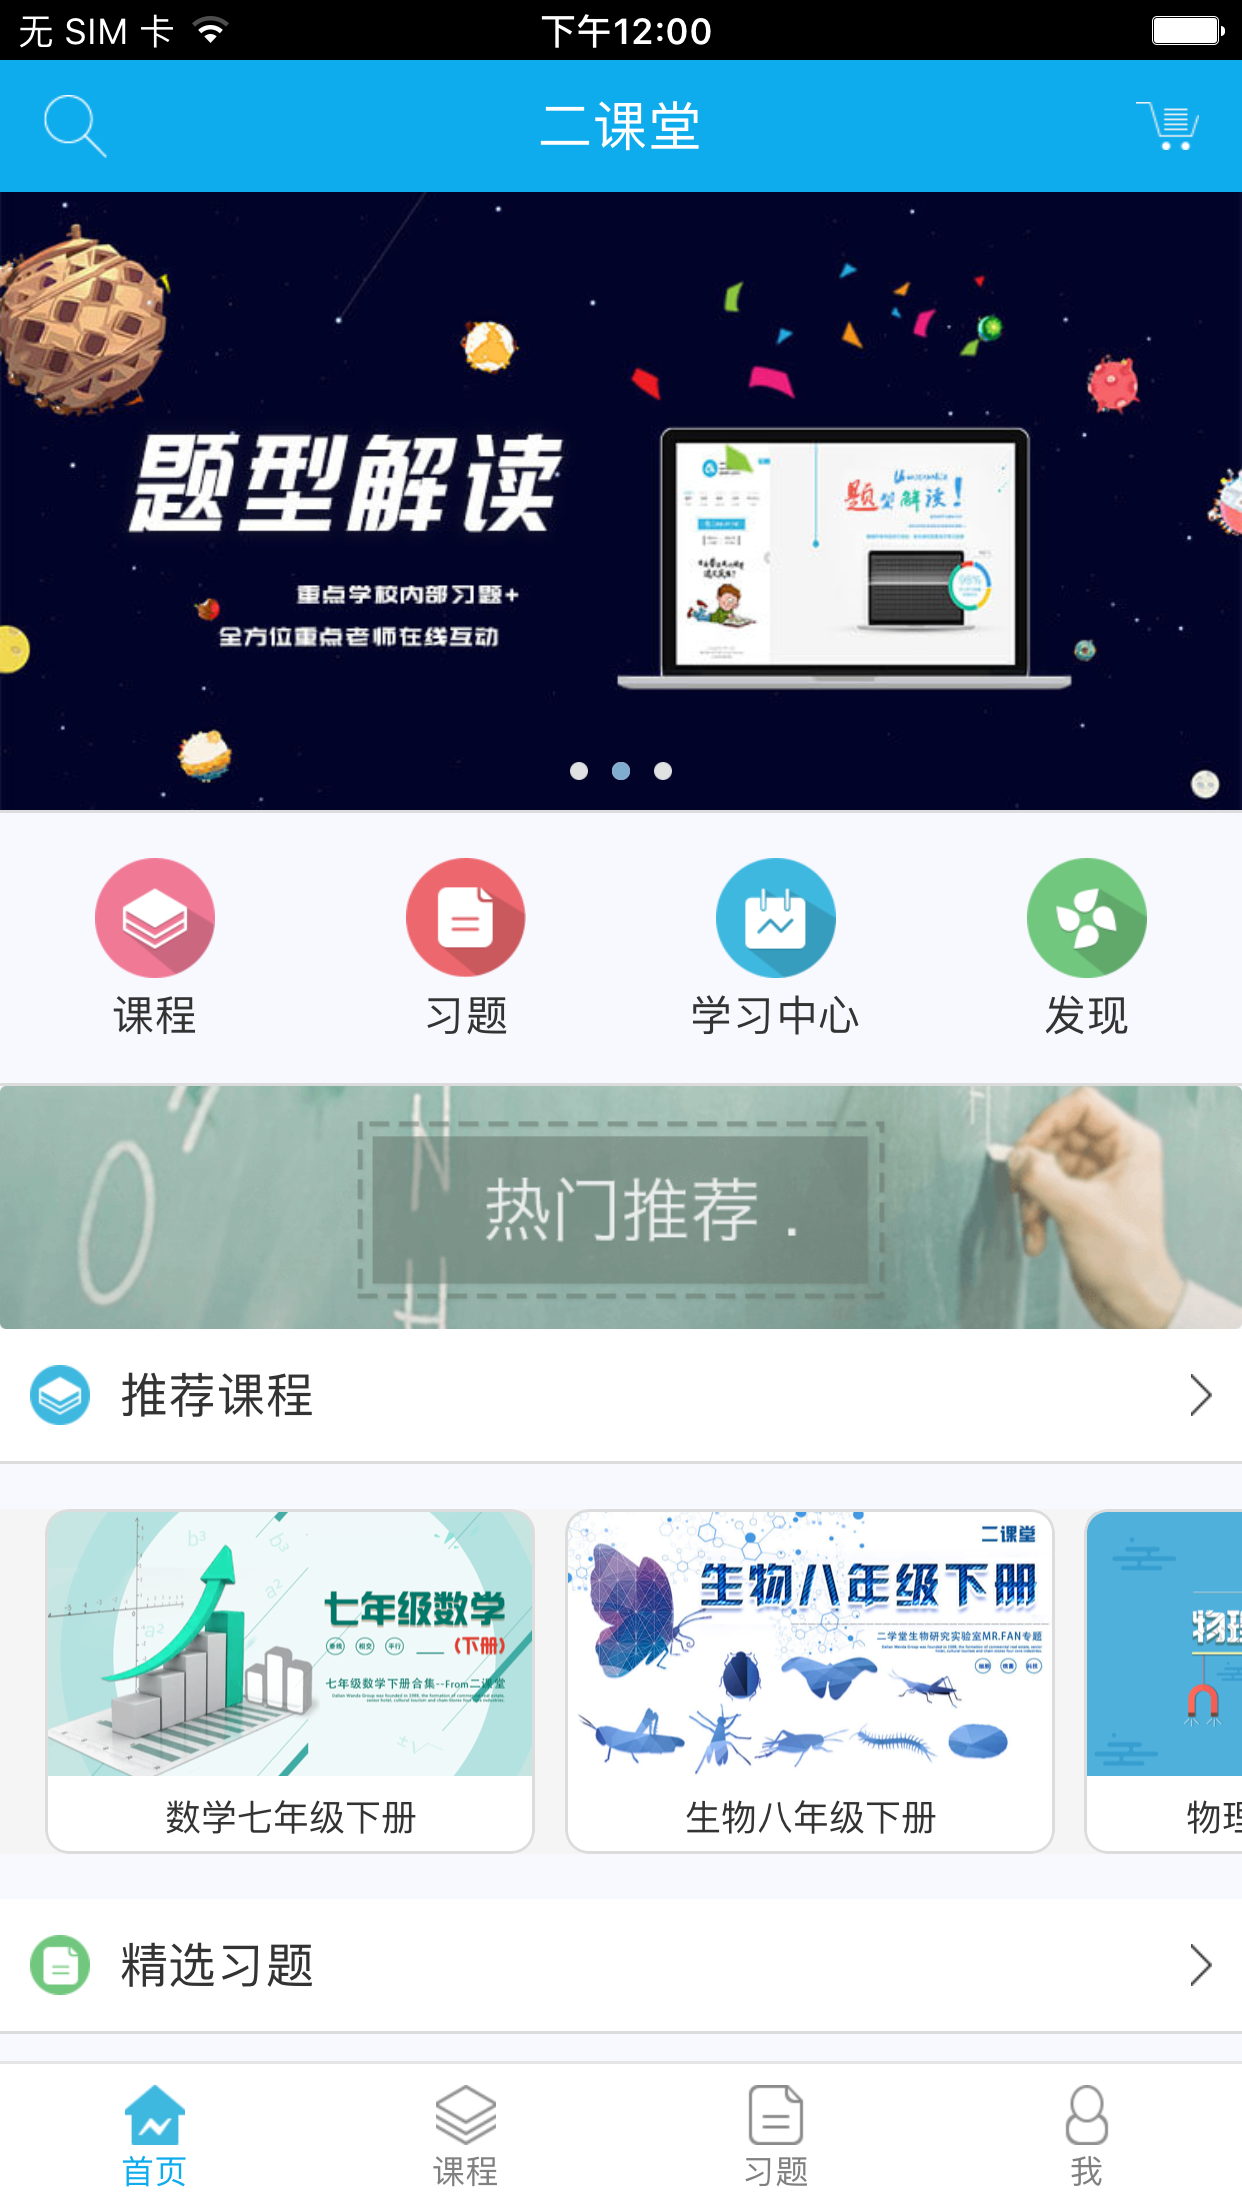 无 SIM 卡
下午12:00
二课堂
题型解读
重点学校内部习题+
全方位重点老师在线互动
题型解读!
98%
课程
习题
学习中心
发现
热门推荐 .
推荐课程
七年级数学
(下册)
七年级数学下册合集--From二课堂
数学七年级下册
二课堂
生物八年级下册
二学堂生物研究实验室MR.FAN专题
生物八年级下册
精选习题
首页
课程
习题
我